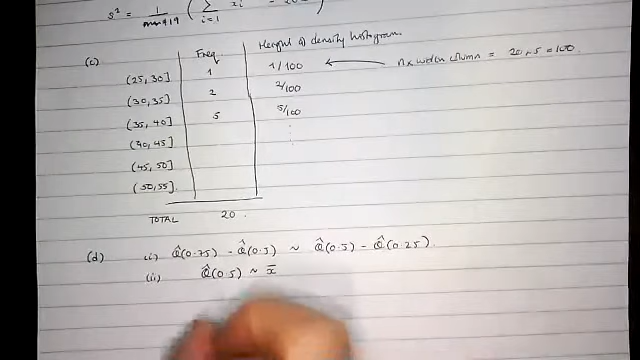 s² = 1/19 ( Σ i=1 xi² - 20
(c) Freq Height of density histogram
(25, 30] 1 1/100 ← n x width column = 20 x 5 = 100
(30, 35] 2 2/100
(35, 40] 5 5/100
(40, 45] ⋮
(45, 50]
(50, 55]
TOTAL 20
(d) (i) Q̂(0.75) - Q̂(0.5) ~ Q̂(0.5) - Q̂(0.25)
(ii) Q̂(0.5) ~ x̄